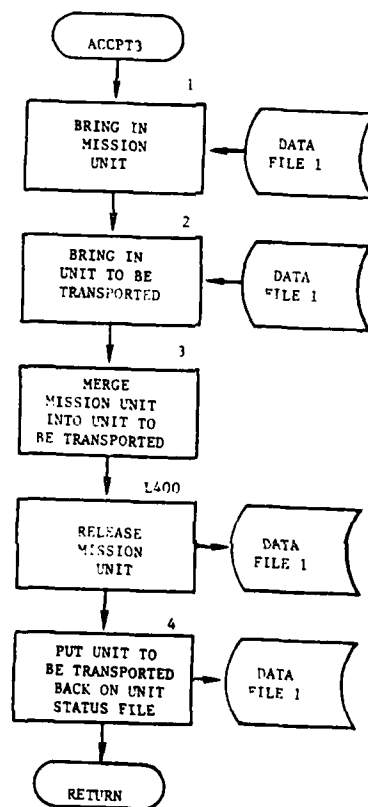 ACCPT3
1
BRING IN
MISSION
UNIT
DATA
FILE 1
2
BRING IN
UNIT TO BE
TRANSPORTED
DATA
FILE 1
3
MERGE
MISSION UNIT
INTO UNIT TO
BE TRANSPORTED
L400
RELEASE
MISSION
UNIT
DATA
FILE 1
4
PUT UNIT TO
BE TRANSPORTED
BACK ON UNIT
STATUS FILE
DATA
FILE 1
RETURN